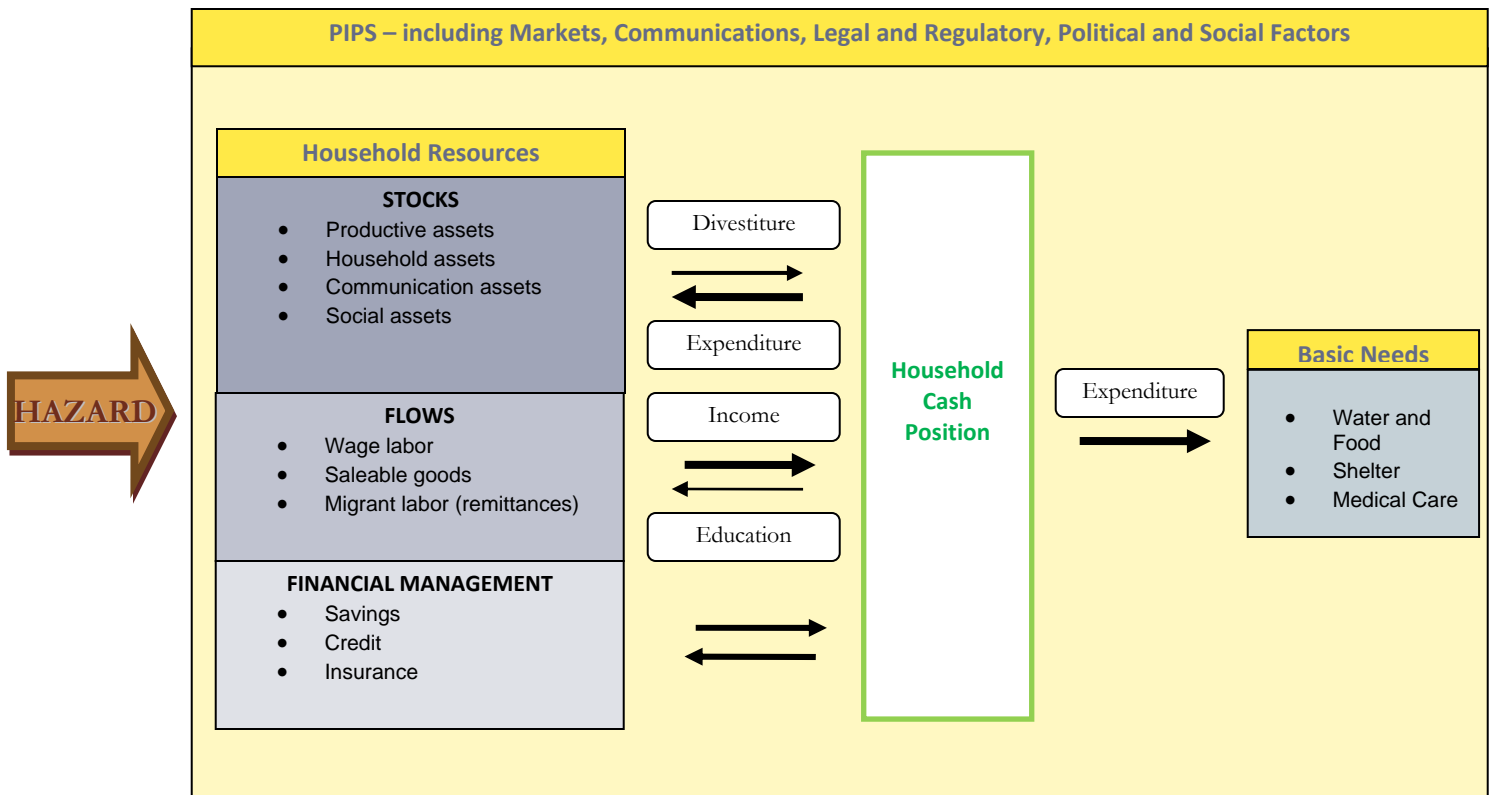 PIPS – including Markets, Communications, Legal and Regulatory, Political and Social Factors
HAZARD
Household Resources
STOCKS
• Productive assets
• Household assets
• Communication assets
• Social assets
FLOWS
• Wage labor
• Saleable goods
• Migrant labor (remittances)
FINANCIAL MANAGEMENT
• Savings
• Credit
• Insurance
Divestiture
Expenditure
Income
Education
Household
Cash
Position
Expenditure
Basic Needs
• Water and
Food
• Shelter
• Medical Care